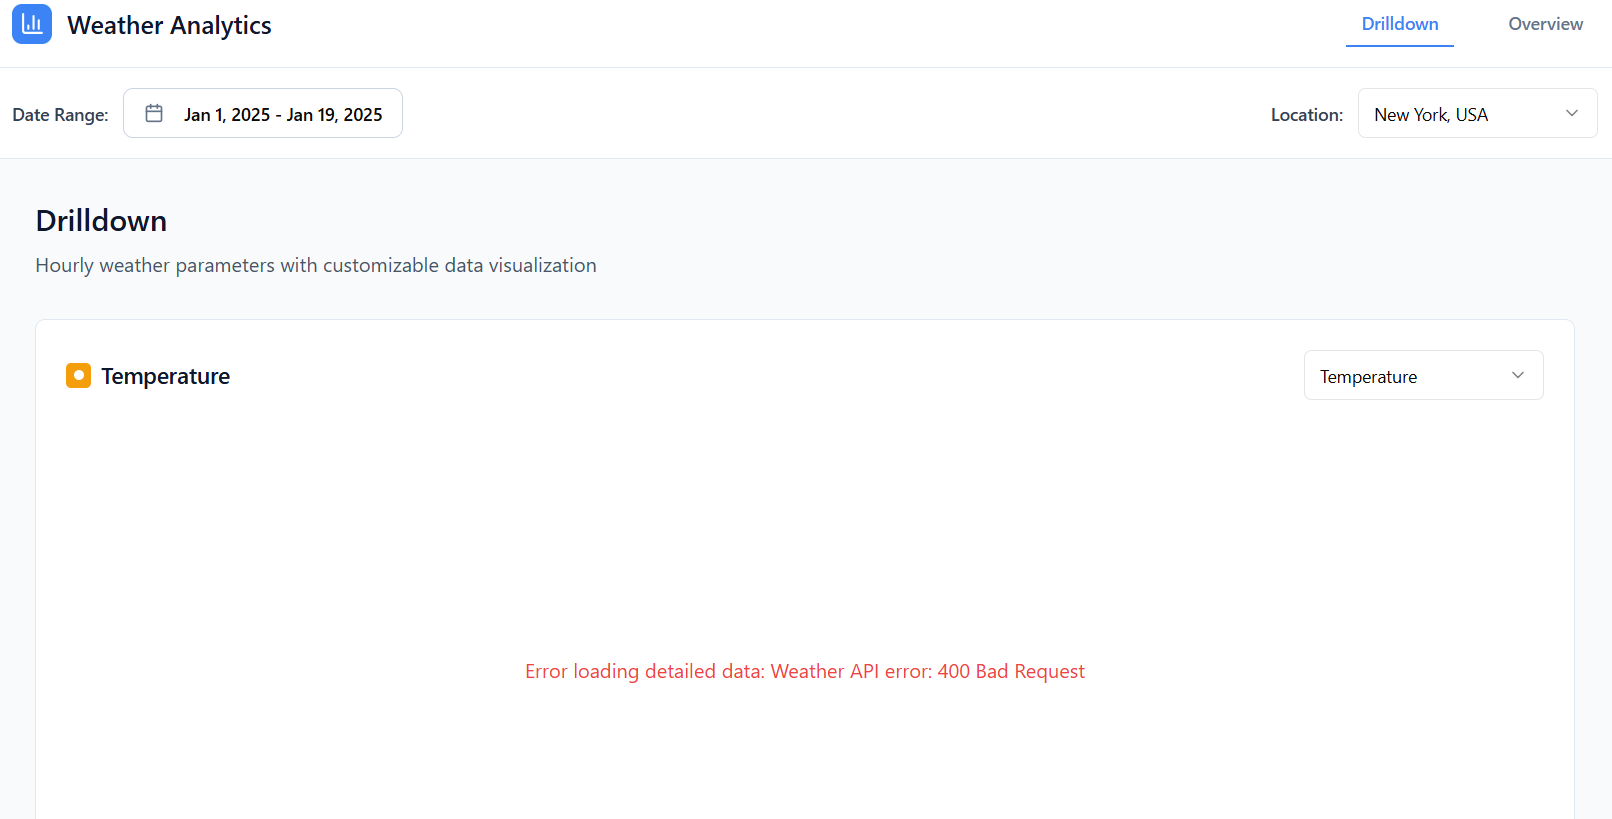 Weather Analytics
Drilldown
Overview
Date Range:
Jan 1, 2025 - Jan 19, 2025
Location:
New York, USA
Drilldown
Hourly weather parameters with customizable data visualization
Temperature
Temperature
Error loading detailed data: Weather API error: 400 Bad Request